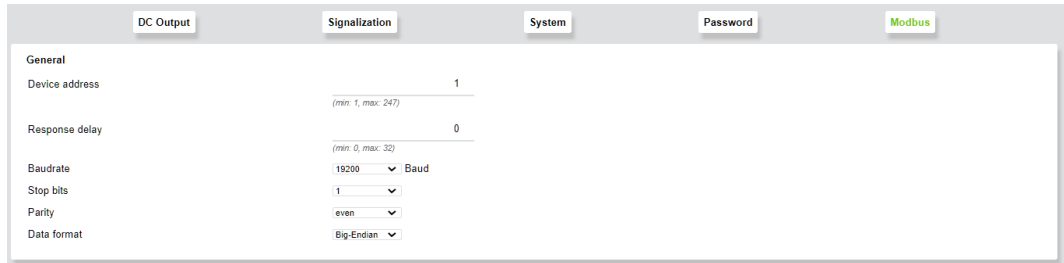 DC Output Signalization System Password Modbus
General
Device address 1
(min: 1, max: 247)
Response delay 0
(min: 0, max: 32)
Baudrate 19200 Baud
Stop bits 1
Parity even
Data format Big-Endian